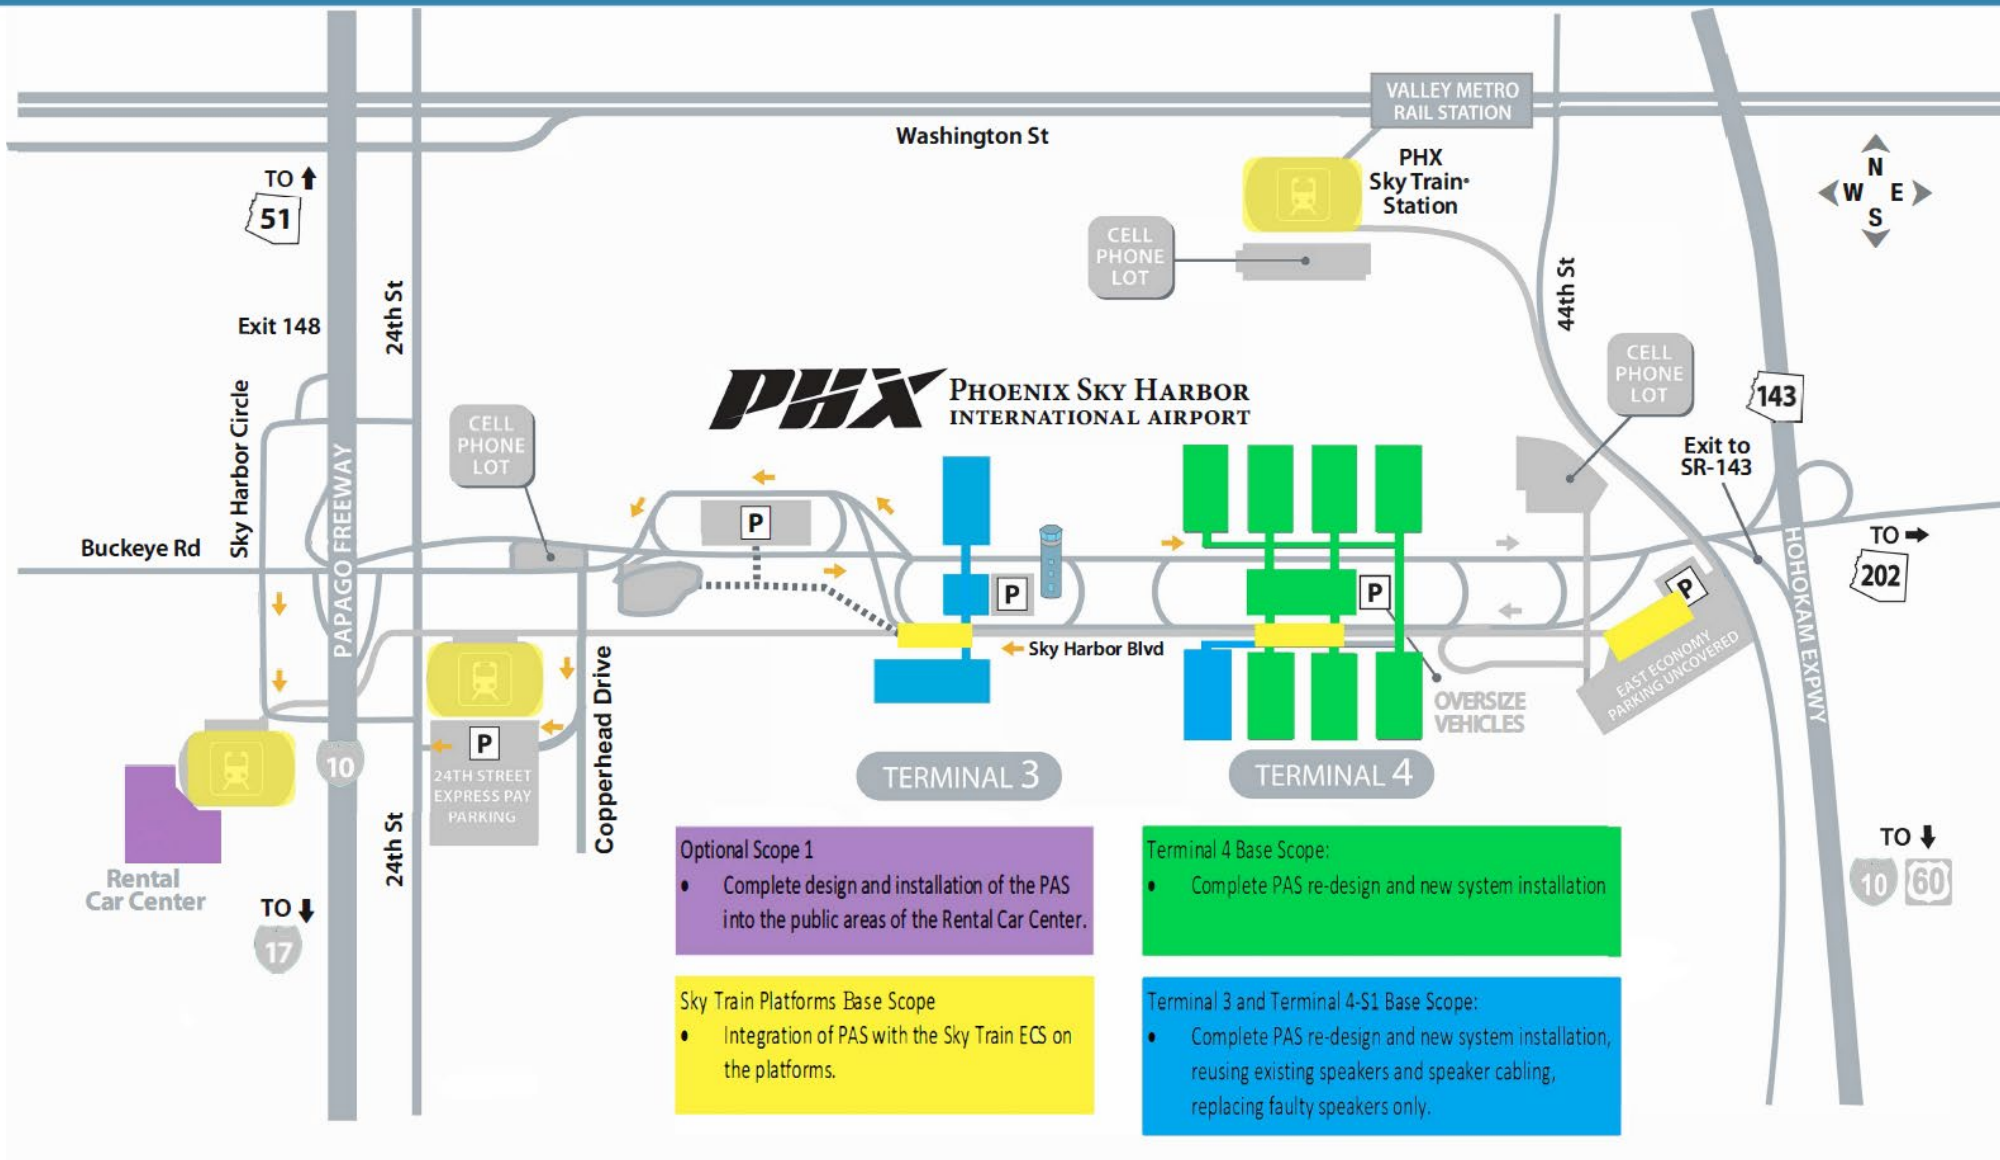 VALLEY METRO
RAIL STATION
Washington St
PHX
Sky Train
Station
N
W E
S
TO
51
CELL
PHONE
LOT
24th St
44th St
Exit 148
CELL
PHONE
LOT
143
Sky Harbor Circle
PHX PHOENIX SKY HARBOR
INTERNATIONAL AIRPORT
CELL
PHONE
LOT
Exit to
SR-143
PAPAGO FREEWAY
Buckeye Rd
P
P
P
P
TO
202
HOHOKAM EXPWY
Sky Harbor Blvd
EAST ECONOMY
PARKING UNCOVERED
OVERSIZE
VEHICLES
Copperhead Drive
P
24TH STREET
EXPRESS PAY
PARKING
10
TERMINAL 3
TERMINAL 4
24th St
Rental
Car Center
TO
17
TO
10 60
Optional Scope 1
• Complete design and installation of the PAS
into the public areas of the Rental Car Center.
Terminal 4 Base Scope:
• Complete PAS re-design and new system installation
Sky Train Platforms Base Scope
• Integration of PAS with the Sky Train ECS on
the platforms.
Terminal 3 and Terminal 4-S1 Base Scope:
• Complete PAS re-design and new system installation,
reusing existing speakers and speaker cabling,
replacing faulty speakers only.